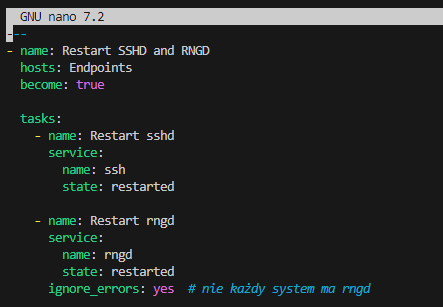 GNU nano 7.2
---
- name: Restart SSHD and RNGD
  hosts: Endpoints
  become: true

  tasks:
    - name: Restart sshd
      service:
        name: ssh
        state: restarted

    - name: Restart rngd
      service:
        name: rngd
        state: restarted
      ignore_errors: yes  # nie każdy system ma rngd